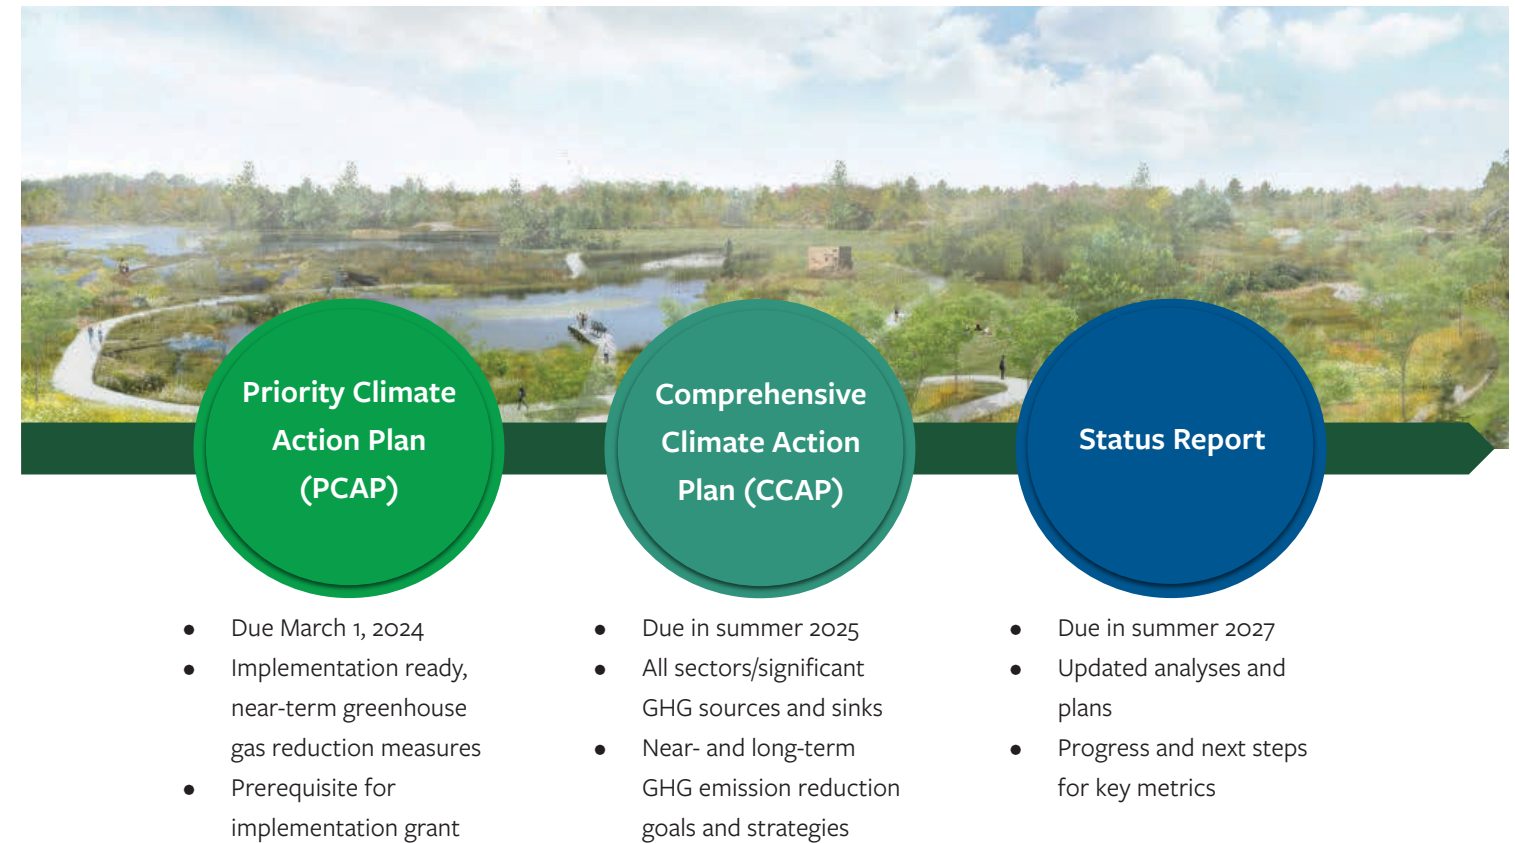 Priority Climate
Action Plan
(PCAP)
Comprehensive
Climate Action
Plan (CCAP)
Status Report
● Due March 1, 2024
● Implementation ready,
near-term greenhouse
gas reduction measures
● Prerequisite for
implementation grant
● Due in summer 2025
● All sectors/significant
GHG sources and sinks
● Near- and long-term
GHG emission reduction
goals and strategies
● Due in summer 2027
● Updated analyses and
plans
● Progress and next steps
for key metrics